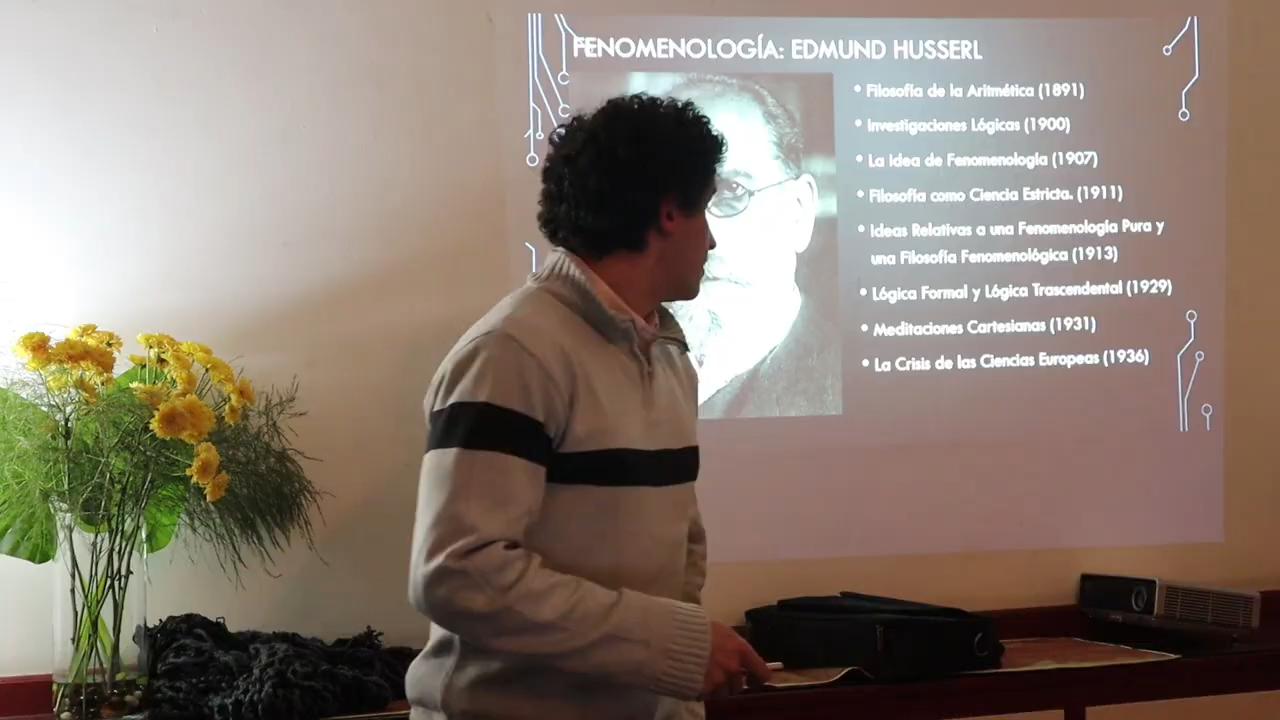 FENOMENOLOGÍA: EDMUND HUSSERL
• Filosofía de la Aritmética (1891)
• Investigaciones Lógicas (1900)
• La Idea de Fenomenología (1907)
• Filosofía como Ciencia Estricta. (1911)
• Ideas Relativas a una Fenomenología Pura y
una Filosofía Fenomenológica (1913)
• Lógica Formal y Lógica Trascendental (1929)
• Meditaciones Cartesianas (1931)
• La Crisis de las Ciencias Europeas (1936)